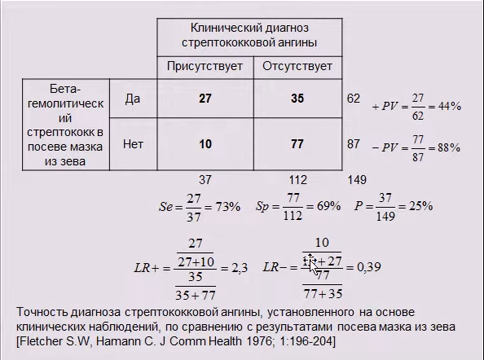 Клинический диагноз
стрептококковой ангины
Присутствует Отсутствует
Бета-
гемолитическ
ий
стрептококк в
посеве мазка
из зева
Да 27 35 62
+PV = 27/62 = 44%
Нет 10 77 87
−PV = 77/87 = 88%
37 112 149
Se = 27/37 = 73% Sp = 77/112 = 69% P = 37/149 = 25%
LR+ = 27/(27+10) / 35/(35+77) = 2,3 LR− = 10/( +27) / 77/(77+35) = 0,39
Точность диагноза стрептококковой ангины, установленного на основе
клинических наблюдений, по сравнению с результатами посева мазка из зева
[Fletcher S.W, Hamann C. J Comm Health 1976; 1:196-204]